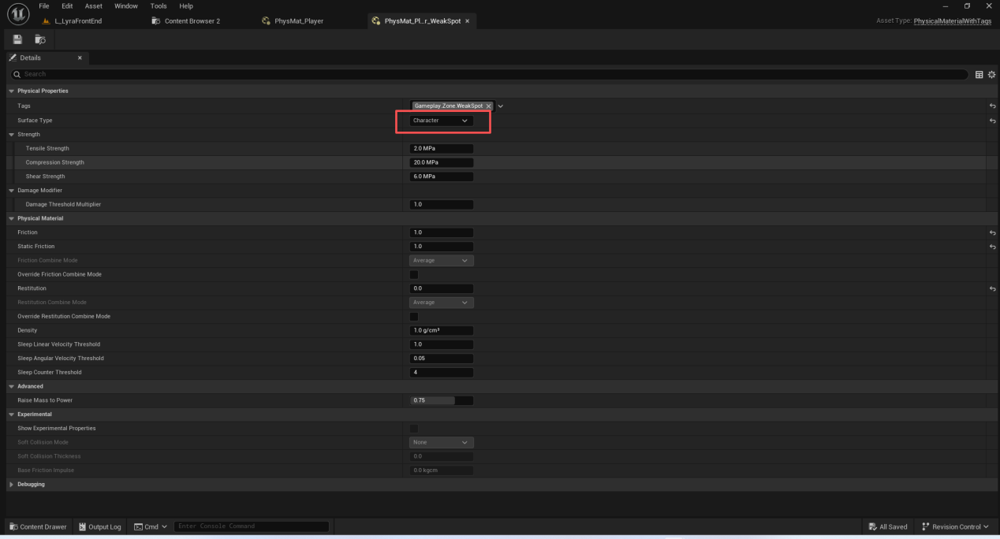 File Edit Asset Window Tools Help
L_LyraFrontEnd Content Browser 2 PhysMat_Player PhysMat_Pl...r_WeakSpot Asset Type: PhysicalMaterialWithTags
Details
Search
Physical Properties
Tags Gameplay.Zone.WeakSpot
Surface Type Character
Strength
Tensile Strength 2.0 MPa
Compression Strength 20.0 MPa
Shear Strength 6.0 MPa
Damage Modifier
Damage Threshold Multiplier 1.0
Physical Material
Friction 1.0
Static Friction 1.0
Friction Combine Mode Average
Override Friction Combine Mode
Restitution 0.0
Restitution Combine Mode Average
Override Restitution Combine Mode
Density 1.0 g/cm³
Sleep Linear Velocity Threshold 1.0
Sleep Angular Velocity Threshold 0.05
Sleep Counter Threshold 4
Advanced
Raise Mass to Power 0.75
Experimental
Show Experimental Properties
Soft Collision Mode None
Soft Collision Thickness 0.0
Base Friction Impulse 0.0 kgcm
Debugging
Content Drawer Output Log Cmd Enter Console Command All Saved Revision Control